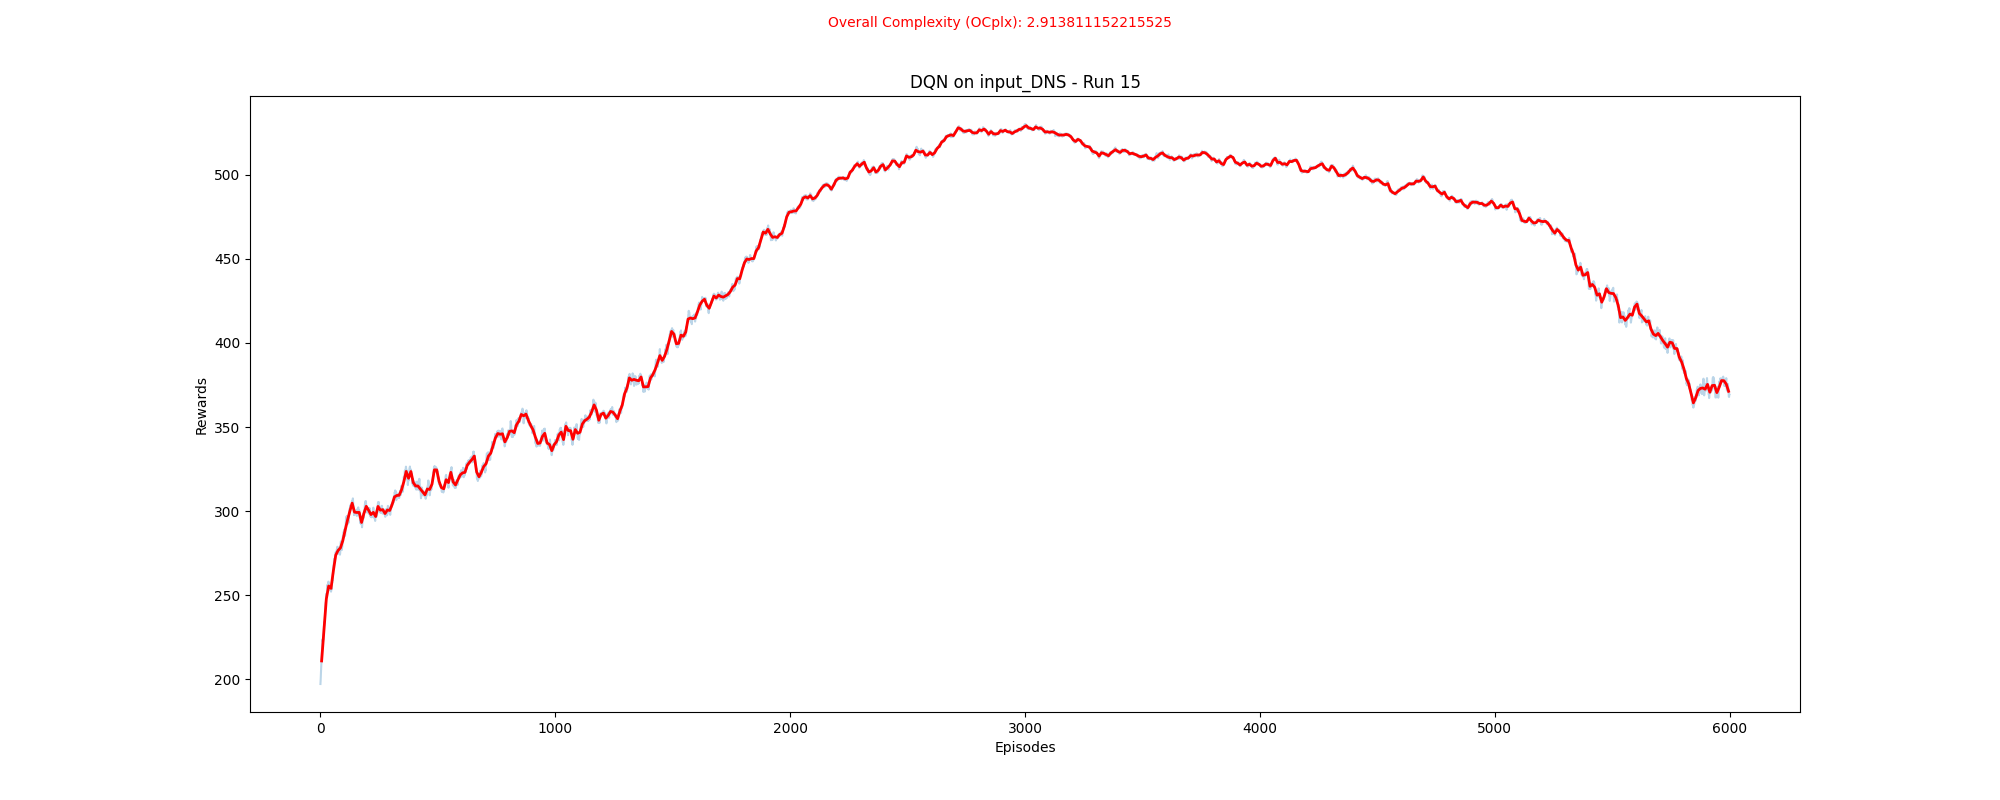 Overall Complexity (OCplx): 2.913811152215525
DQN on input_DNS - Run 15
Rewards
500
450
400
350
300
250
200
0 1000 2000 3000 4000 5000 6000
Episodes